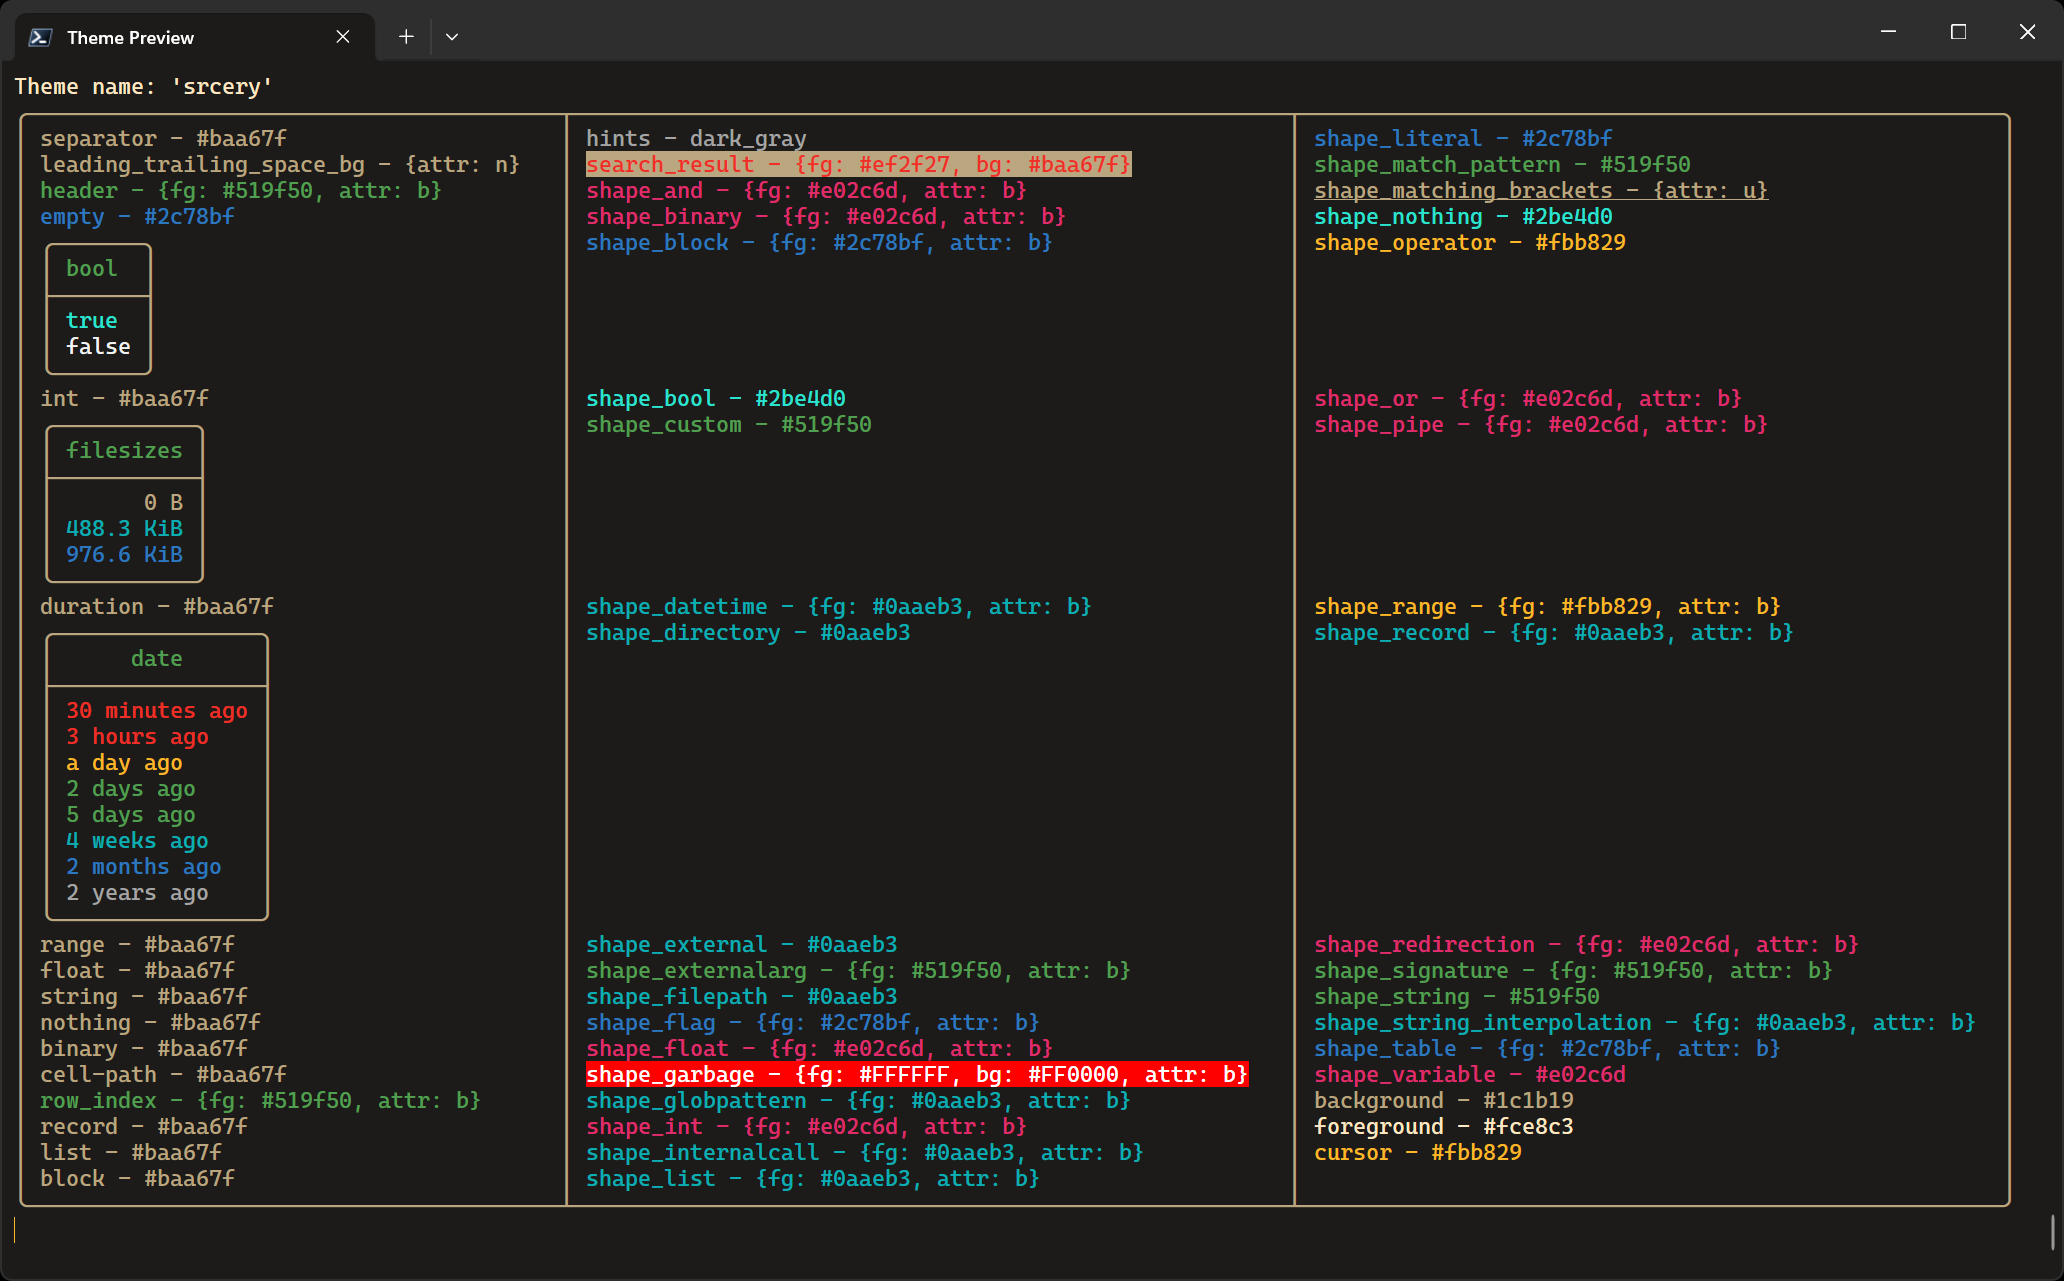 Theme Preview
Theme name: 'srcery'
separator - #baa67f
leading_trailing_space_bg - {attr: n}
header - {fg: #519f50, attr: b}
empty - #2c78bf
bool
true
false
int - #baa67f
filesizes
0 B
488.3 KiB
976.6 KiB
duration - #baa67f
date
30 minutes ago
3 hours ago
a day ago
2 days ago
5 days ago
4 weeks ago
2 months ago
2 years ago
range - #baa67f
float - #baa67f
string - #baa67f
nothing - #baa67f
binary - #baa67f
cell-path - #baa67f
row_index - {fg: #519f50, attr: b}
record - #baa67f
list - #baa67f
block - #baa67f
hints - dark_gray
search_result - {fg: #ef2f27, bg: #baa67f}
shape_and - {fg: #e02c6d, attr: b}
shape_binary - {fg: #e02c6d, attr: b}
shape_block - {fg: #2c78bf, attr: b}
shape_bool - #2be4d0
shape_custom - #519f50
shape_datetime - {fg: #0aaeb3, attr: b}
shape_directory - #0aaeb3
shape_external - #0aaeb3
shape_externalarg - {fg: #519f50, attr: b}
shape_filepath - #0aaeb3
shape_flag - {fg: #2c78bf, attr: b}
shape_float - {fg: #e02c6d, attr: b}
shape_garbage - {fg: #FFFFFF, bg: #FF0000, attr: b}
shape_globpattern - {fg: #0aaeb3, attr: b}
shape_int - {fg: #e02c6d, attr: b}
shape_internalcall - {fg: #0aaeb3, attr: b}
shape_list - {fg: #0aaeb3, attr: b}
shape_literal - #2c78bf
shape_match_pattern - #519f50
shape_matching_brackets - {attr: u}
shape_nothing - #2be4d0
shape_operator - #fbb829
shape_or - {fg: #e02c6d, attr: b}
shape_pipe - {fg: #e02c6d, attr: b}
shape_range - {fg: #fbb829, attr: b}
shape_record - {fg: #0aaeb3, attr: b}
shape_redirection - {fg: #e02c6d, attr: b}
shape_signature - {fg: #519f50, attr: b}
shape_string - #519f50
shape_string_interpolation - {fg: #0aaeb3, attr: b}
shape_table - {fg: #2c78bf, attr: b}
shape_variable - #e02c6d
background - #1c1b19
foreground - #fce8c3
cursor - #fbb829